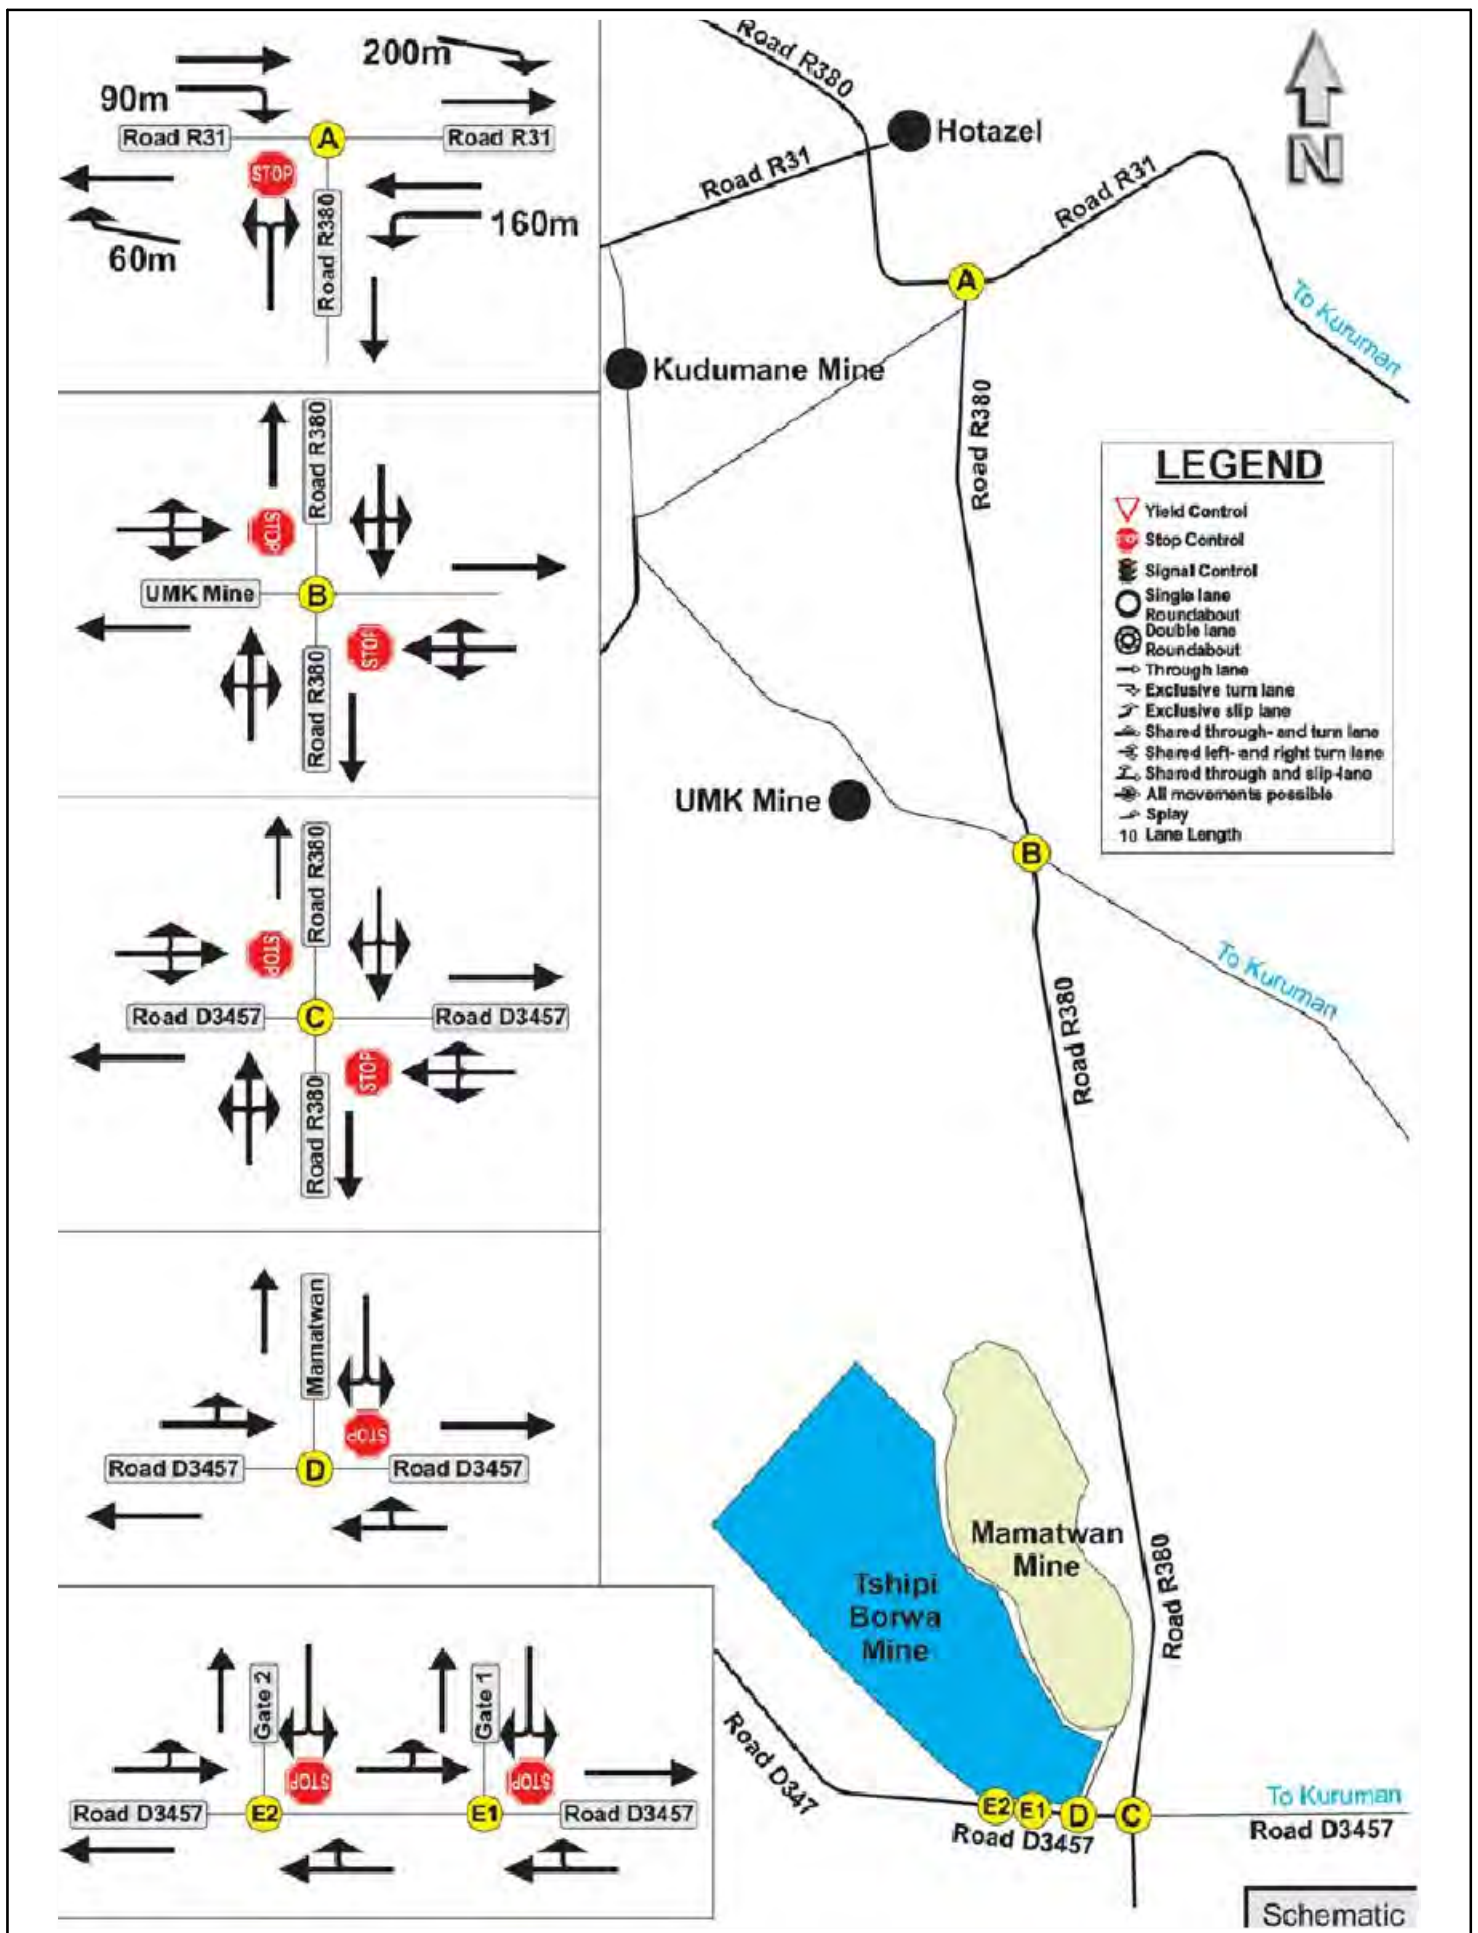 200m
90m
Road R31
A
Road R31
STOP
Road R380
160m
60m
Road R380
B
UMK Mine
STOP
STOP
Road R380
Road R380
STOP
Road D3457
C
Road D3457
STOP
Road R380
Mamatwan
STOP
Road D3457
D
Road D3457
Gate 2
Gate 1
STOP
STOP
Road D3457
E2
E1
Road D3457
Road R380
Hotazel
N
Road R31
Road R31
A
To Kuruman
Kudumane Mine
Road R380
LEGEND
Yield Control
STOP Stop Control
Signal Control
Single lane
Roundabout
Double lane
Roundabout
Through lane
Exclusive turn lane
Exclusive slip lane
Shared through- and turn lane
Shared left- and right turn lane
Shared through and slip-lane
All movements possible
Splay
10 Lane Length
UMK Mine
B
To Kuruman
Road R380
Mamatwan
Mine
Road R380
Tshipi
Borwa
Mine
Road D347
E2
E1
D
C
To Kuruman
Road D3457
Road D3457
Schematic